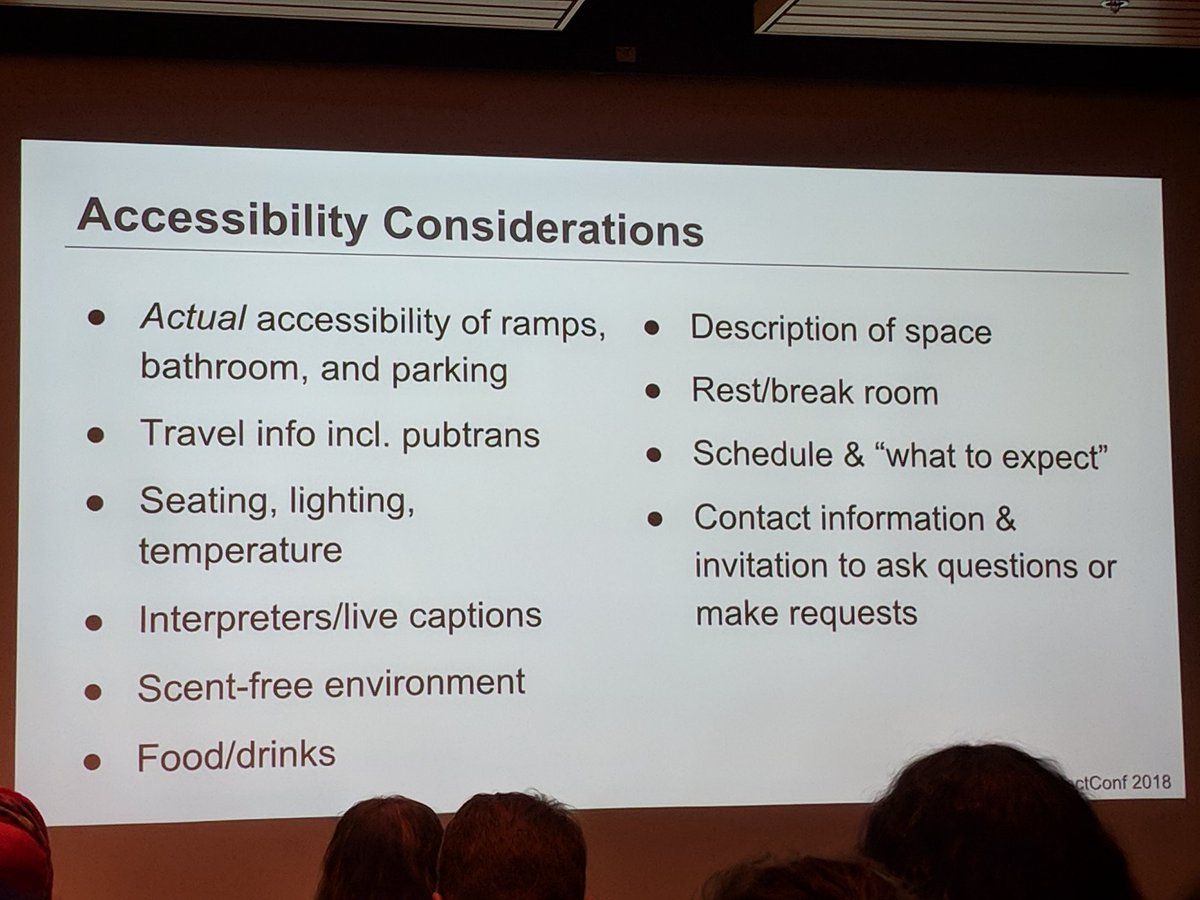 Accessibility Considerations
● Actual accessibility of ramps,
bathroom, and parking
● Travel info incl. pubtrans
● Seating, lighting,
temperature
● Interpreters/live captions
● Scent-free environment
● Food/drinks
● Description of space
● Rest/break room
● Schedule & “what to expect”
● Contact information &
invitation to ask questions or
make requests
2018